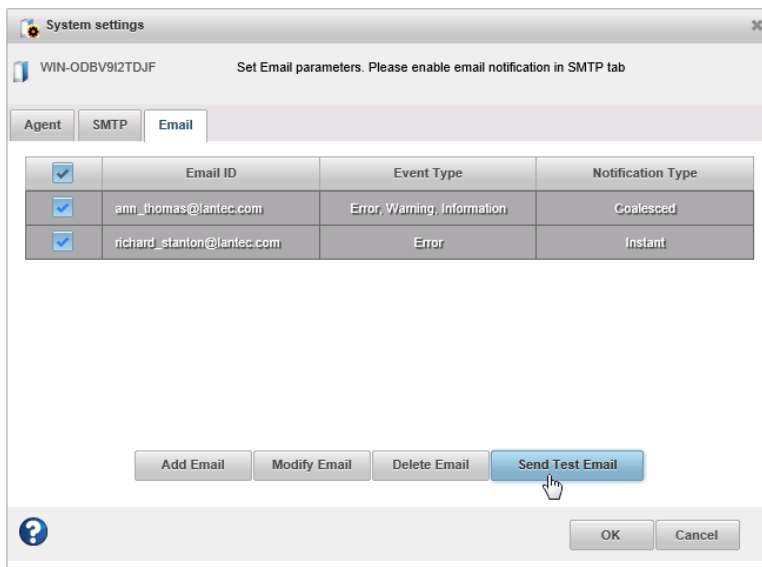 System settings
WIN-ODBV9I2TDJF Set Email parameters. Please enable email notification in SMTP tab
Agent SMTP Email
Email ID Event Type Notification Type
ann_thomas@lantec.com Error, Warning, Information Coalesced
richard_stanton@lantec.com Error Instant
Add Email Modify Email Delete Email Send Test Email
? OK Cancel